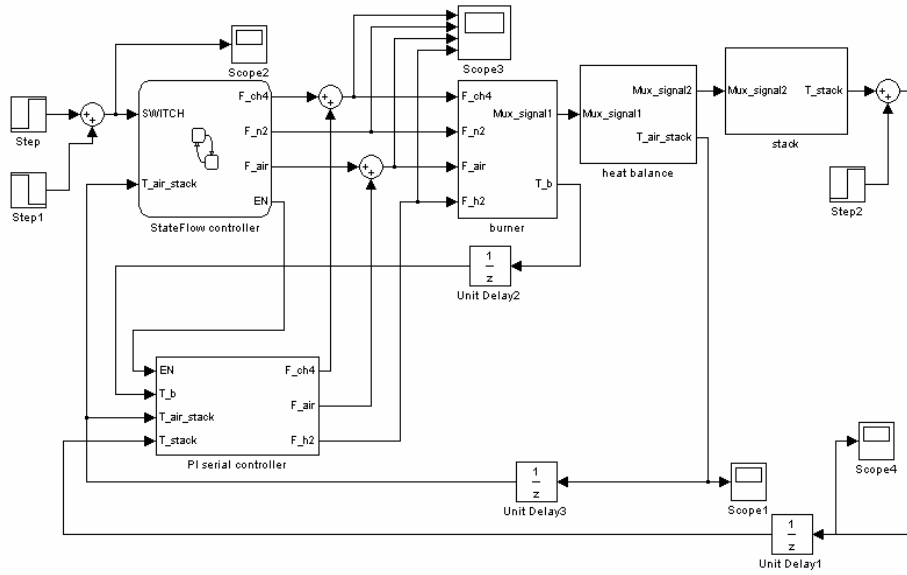 Scope2
Scope3
Step
Step1
SWITCH
T_air_stack
F_ch4
F_n2
F_air
EN
StateFlow controller
F_ch4
F_n2
F_air
F_h2
Mux_signal1
T_b
burner
Mux_signal1
Mux_signal2
T_air_stack
heat balance
Mux_signal2
T_stack
stack
Step2
1
z
Unit Delay2
EN
T_b
T_air_stack
T_stack
F_ch4
F_air
F_h2
PI serial controller
1
z
Unit Delay3
Scope1
Scope4
1
z
Unit Delay1